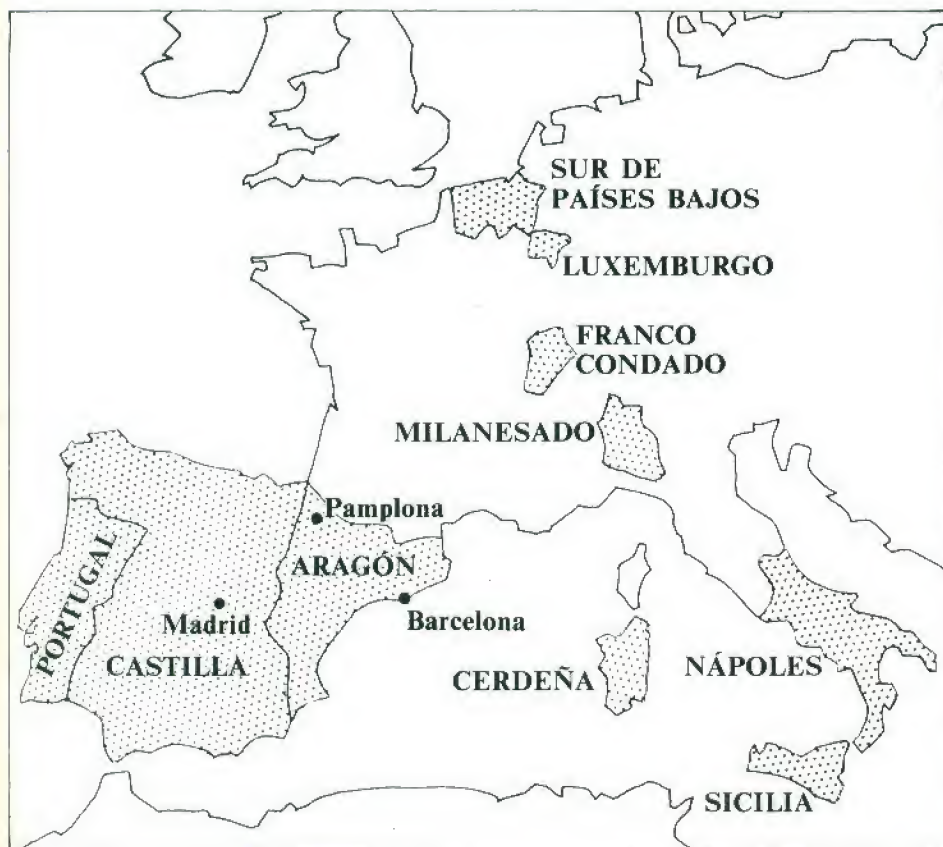 SUR DE
PAÍSES BAJOS
LUXEMBURGO
FRANCO
CONDADO
MILANESADO
Pamplona
ARAGÓN
PORTUGAL
Madrid
Barcelona
CASTILLA
CERDEÑA
NÁPOLES
SICILIA